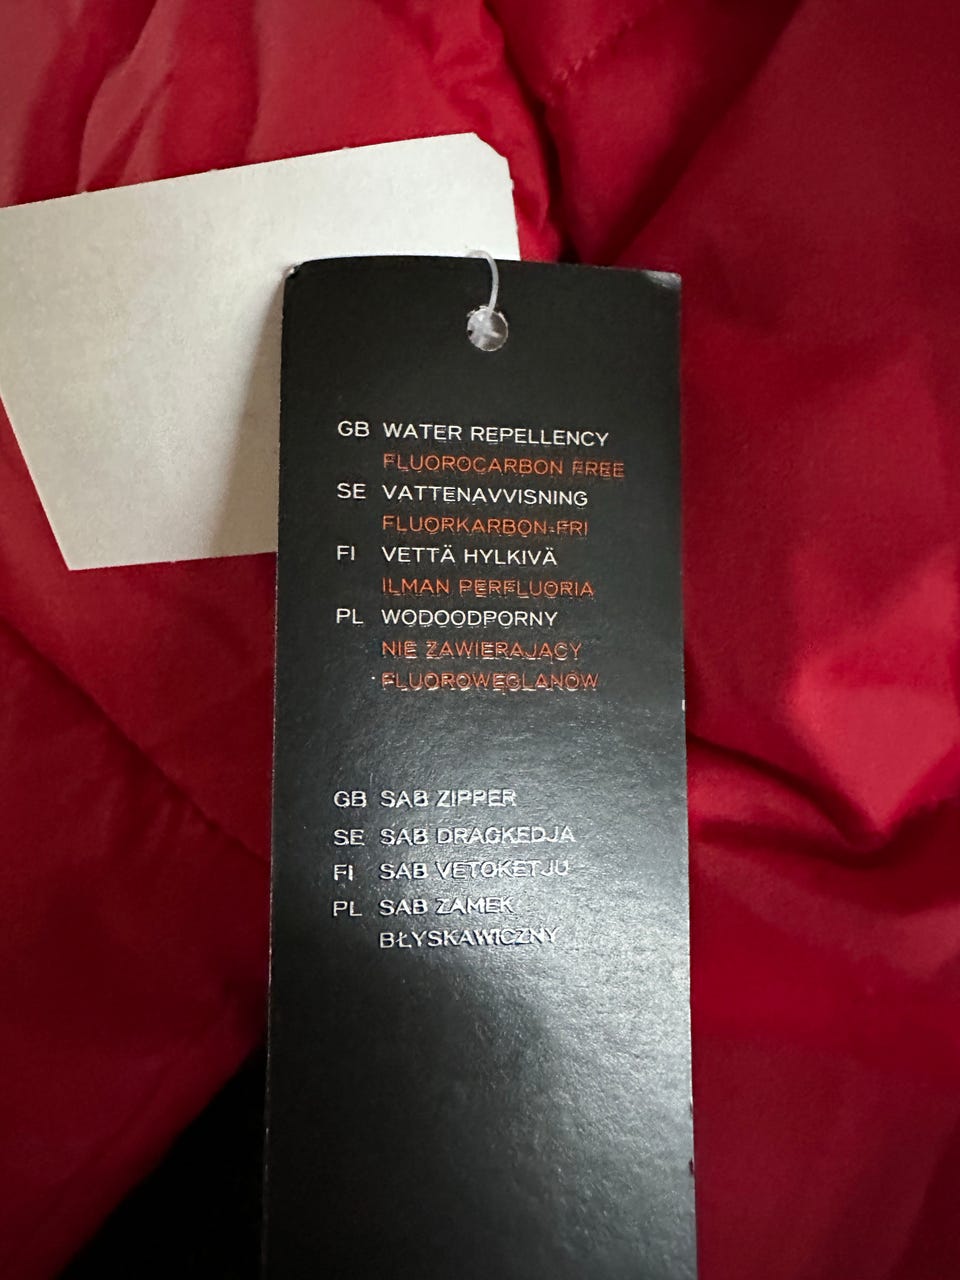 GB WATER REPELLENCY
FLUOROCARBON FREE
SE VATTENAVVISNING
FLUORKARBON-FRI
FI VETTÄ HYLKIVÄ
ILMAN PERFLUORIA
PL WODOODPORNY
NIE ZAWIERAJĄCY
FLUOROWĘGLANÓW
GB SAB ZIPPER
SE SAB DRAGKEDJA
FI SAB VETOKETJU
PL SAB ZAMEK
BŁYSKAWICZNY